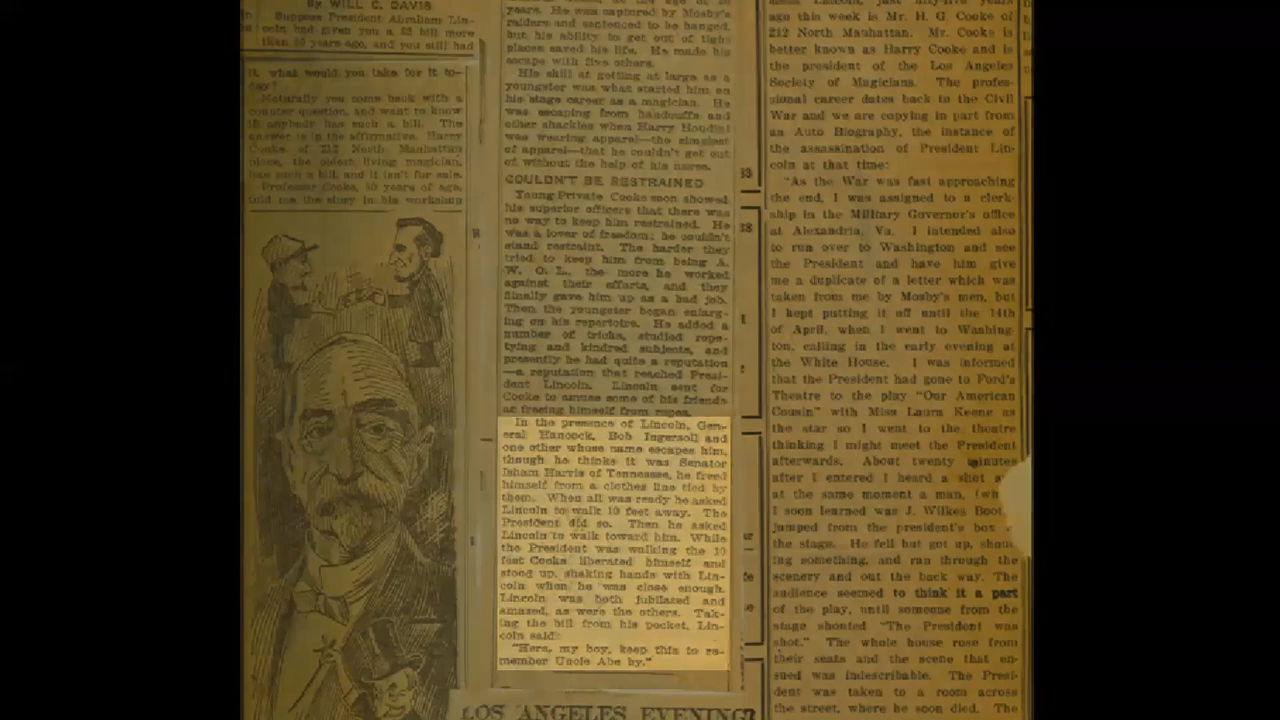 By WILL C. DAVIS
Suppose President Abraham Lin-
coln had given you a $2 bill more
than 50 years ago, and you still had
it, what would you take for it to-
day?
Naturally you come back with a
counter question, and want to know
if anybody has such a bill. The
answer is in the affirmative. Harry
Cooke of 212 North Manhattan
place, the oldest living magician,
has such a bill, and it isn't for sale.
Professor Cooke, 80 years of age,
told me the story in his workshop
years. He was captured by Mosby's
raiders and sentenced to be hanged,
but his ability to get out of tight
places saved his life. He made his
escape with five others.
His skill at getting at large as a
youngster was what started him on
his stage career as a magician. He
was escaping from handcuffs and
other shackles when Harry Houdini
was wearing apparel—the simplest
of apparel—that he couldn't get out
of without the help of his nurse.
COULDN'T BE RESTRAINED
Young Private Cooke soon showed
his superior officers that there was
no way to keep him restrained. He
was a lover of freedom; he couldn't
stand restraint. The harder they
tried to keep him from being A.
W. O. L., the more he worked
against their efforts, and they
finally gave him up as a bad job.
Then the youngster began enlarg-
ing on his repertoire. He added a
number of tricks, studied rope-
tying and kindred subjects, and
presently he had quite a reputation
—a reputation that reached Presi-
dent Lincoln. Lincoln sent for
Cooke to amuse some of his friends
at freeing himself from ropes.
In the presence of Lincoln, Gen-
eral Hancock, Bob Ingersoll and
one other whose name escapes him,
though he thinks it was Senator
Isham Harris of Tennessee, he freed
himself from a clothes line tied by
them. When all was ready he asked
Lincoln to walk 10 feet away. The
President did so. Then he asked
Lincoln to walk toward him. While
the President was walking the 10
feet Cooke liberated himself and
stood up, shaking hands with Lin-
coln when he was close enough.
Lincoln was both jubilated and
amazed, as were the others. Tak-
ing the bill from his pocket, Lin-
coln said:
"Here, my boy, keep this to re-
member Uncle Abe by."
LOS ANGELES EVENING
ago this week is Mr. H. G. Cooke of
212 North Manhattan. Mr. Cooke is
better known as Harry Cooke and is
the president of the Los Angeles
Society of Magicians. The profes-
sional career dates back to the Civil
War and we are copying in part from
an Auto Biography, the instance of
the assassination of President Lin-
coln at that time:
"As the War was fast approaching
the end, I was assigned to a clerk-
ship in the Military Governor's office
at Alexandria, Va. I intended also
to run over to Washington and see
the President and have him give
me a duplicate of a letter which was
taken from me by Mosby's men, but
I kept putting it off until the 14th
of April, when I went to Washing-
ton, calling in the early evening at
the White House. I was informed
that the President had gone to Ford's
Theatre to the play "Our American
Cousin" with Miss Laura Keene as
the star so I went to the theatre
thinking I might meet the President
afterwards. About twenty minutes
after I entered I heard a shot
at the same moment a man,
I soon learned was J. Wilkes
jumped from the president's box
the stage. He fell but got up,
ing something, and ran through the
scenery and out the back way. The
audience seemed to think it a part
of the play, until someone from the
stage shouted "The President was
shot." The whole house rose from
their seats and the scene that en-
sued was indescribable. The Presi-
dent was taken to a room across
the street, where he soon died. The